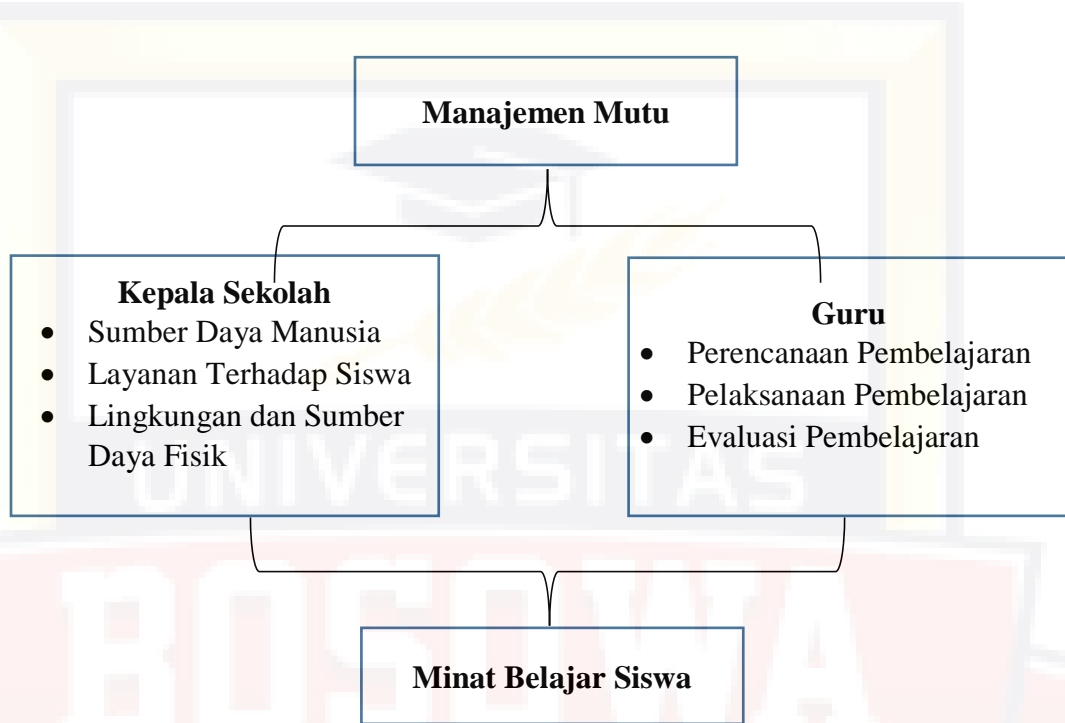 Manajemen Mutu
Kepala Sekolah
• Sumber Daya Manusia
• Layanan Terhadap Siswa
• Lingkungan dan Sumber
Daya Fisik
Guru
• Perencanaan Pembelajaran
• Pelaksanaan Pembelajaran
• Evaluasi Pembelajaran
UNIVERSITAS
BOSOWA
Minat Belajar Siswa